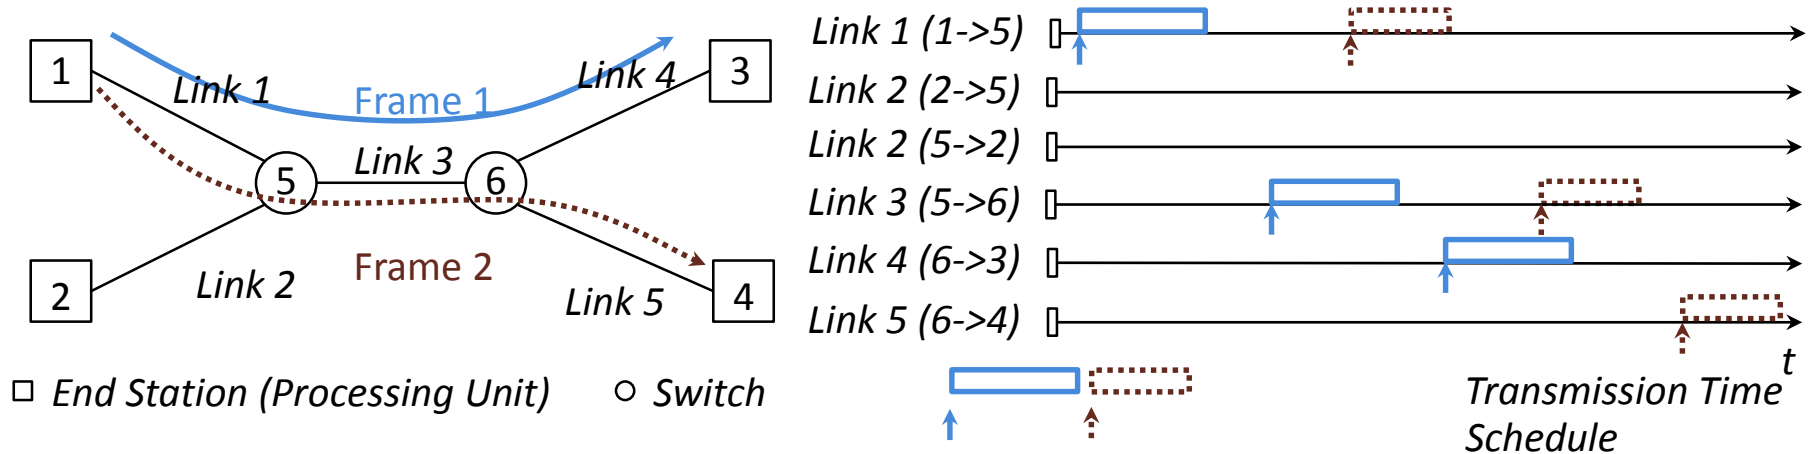 1
Link 1
Frame 1
Link 4
3
Link 3
5
6
2
Link 2
Frame 2
Link 5
4
End Station (Processing Unit)
Switch
Link 1 (1->5)
Link 2 (2->5)
Link 2 (5->2)
Link 3 (5->6)
Link 4 (6->3)
Link 5 (6->4)
t
Transmission Time
Schedule